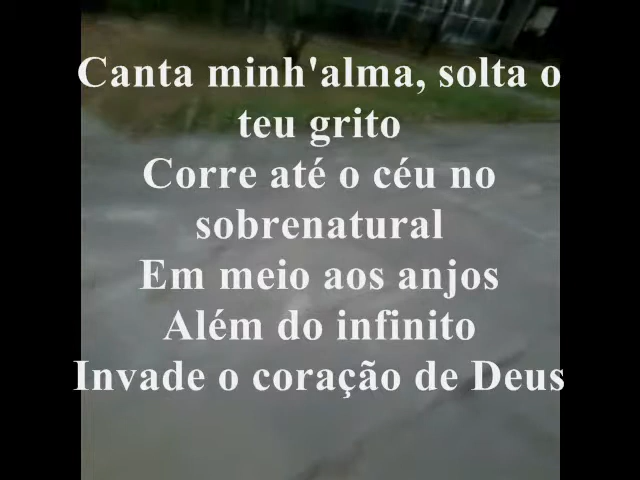 Canta minh'alma, solta o
teu grito
Corre até o céu no
sobrenatural
Em meio aos anjos
Além do infinito
Invade o coração de Deus